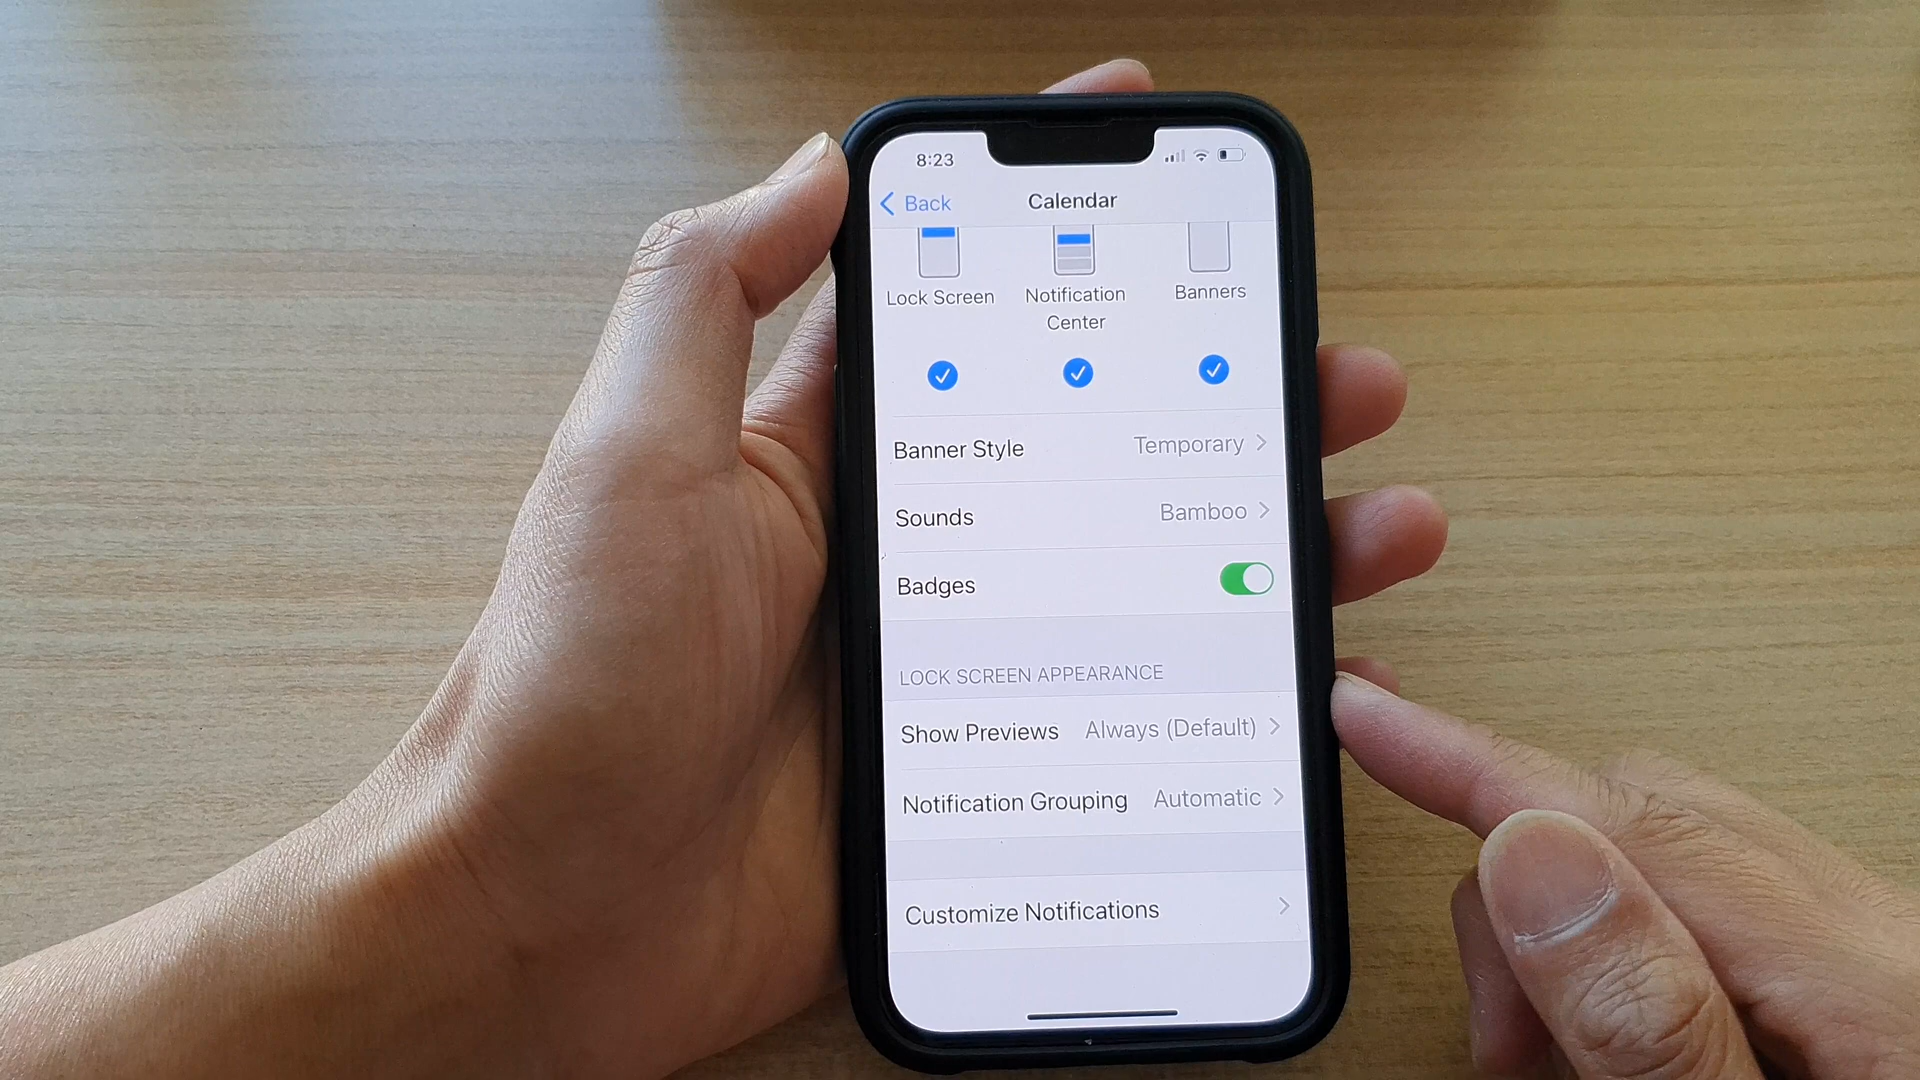 8:23
Back
Calendar
Lock Screen
Notification
Center
Banners
Banner Style Temporary
Sounds Bamboo
Badges
LOCK SCREEN APPEARANCE
Show Previews Always (Default)
Notification Grouping Automatic
Customize Notifications